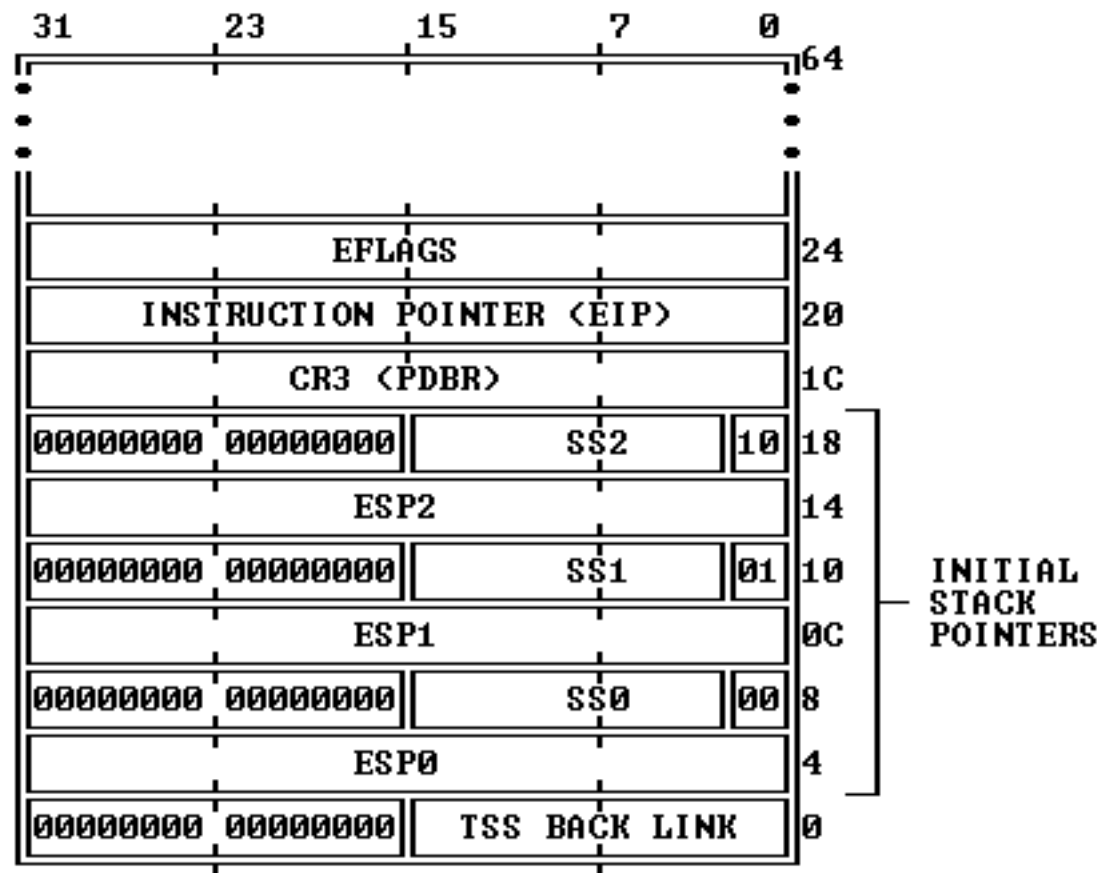 31 23 15 7 0
64
EFLAGS 24
INSTRUCTION POINTER (EIP) 20
CR3 (PDBR) 1C
00000000 00000000 SS2 10 18
ESP2 14
00000000 00000000 SS1 01 10 INITIAL
STACK
ESP1 0C POINTERS
00000000 00000000 SS0 00 8
ESP0 4
00000000 00000000 TSS BACK LINK 0